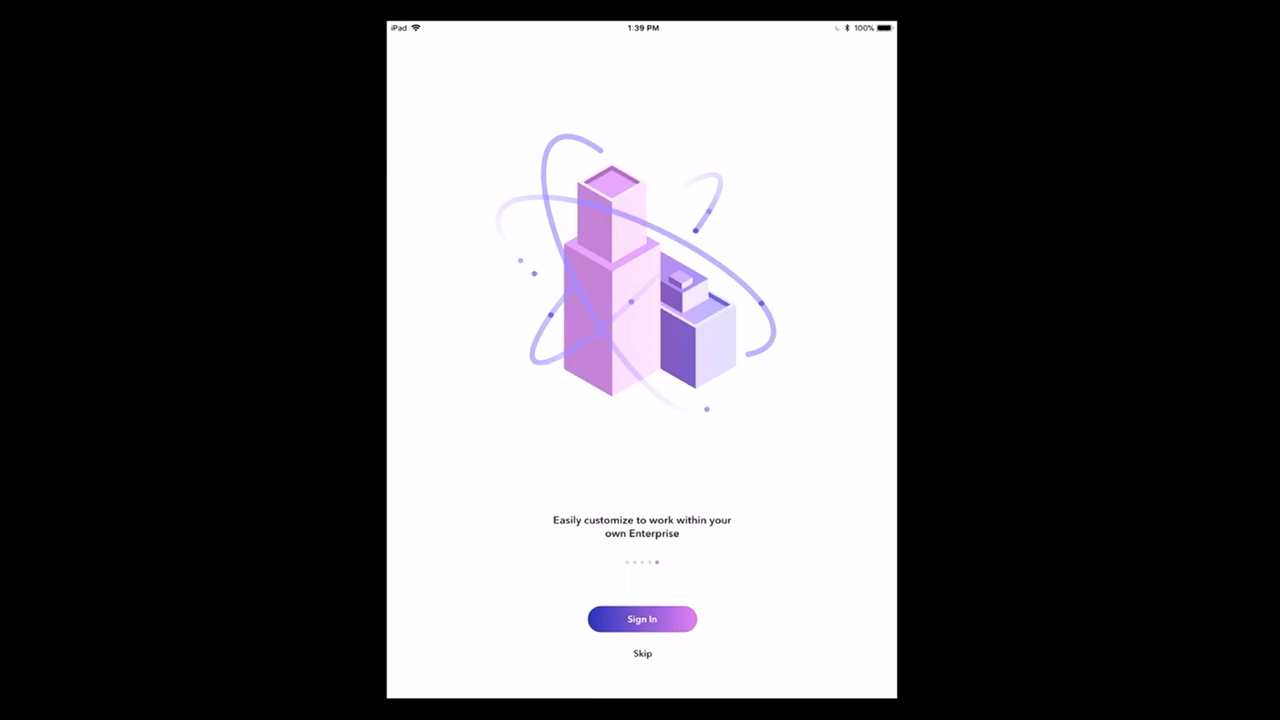 iPad
1:39 PM
100%
Easily customize to work within your
own Enterprise
Sign In
Skip